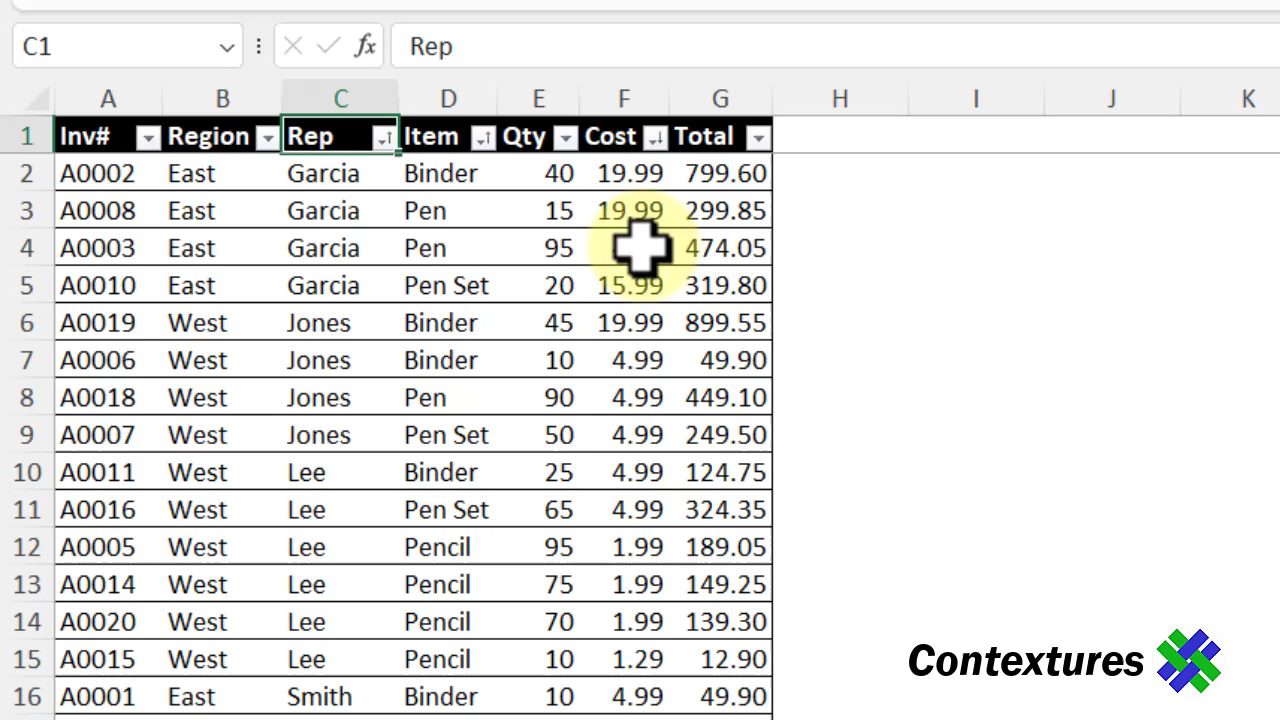 C1 fx Rep
A B C D E F G H I J K
1 Inv# Region Rep Item Qty Cost Total
2 A0002 East Garcia Binder 40 19.99 799.60
3 A0008 East Garcia Pen 15 19.99 299.85
4 A0003 East Garcia Pen 95 474.05
5 A0010 East Garcia Pen Set 20 15.99 319.80
6 A0019 West Jones Binder 45 19.99 899.55
7 A0006 West Jones Binder 10 4.99 49.90
8 A0018 West Jones Pen 90 4.99 449.10
9 A0007 West Jones Pen Set 50 4.99 249.50
10 A0011 West Lee Binder 25 4.99 124.75
11 A0016 West Lee Pen Set 65 4.99 324.35
12 A0005 West Lee Pencil 95 1.99 189.05
13 A0014 West Lee Pencil 75 1.99 149.25
14 A0020 West Lee Pencil 70 1.99 139.30
15 A0015 West Lee Pencil 10 1.29 12.90
16 A0001 East Smith Binder 10 4.99 49.90
Contextures